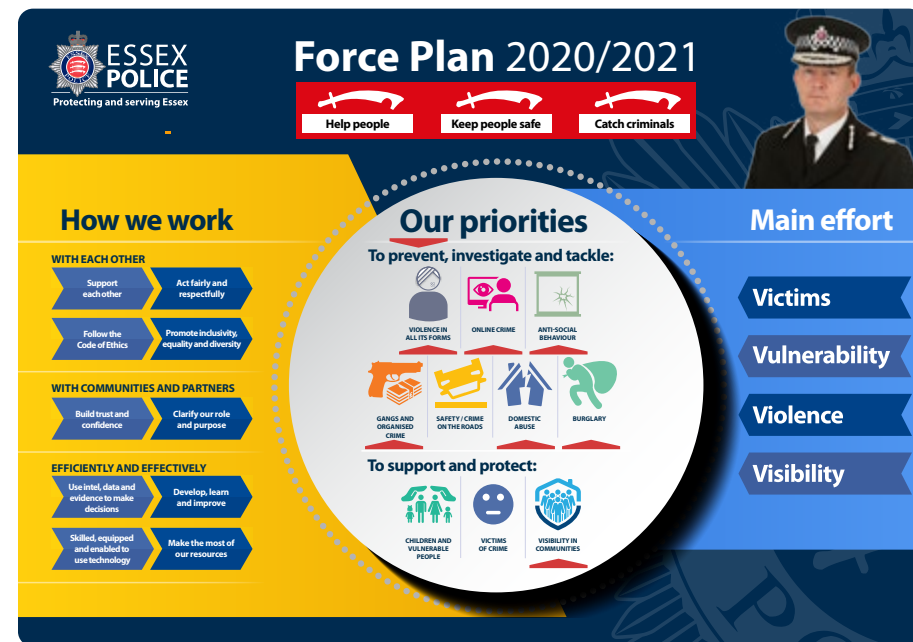 ESSEX
POLICE
Protecting and serving Essex
Force Plan 2020/2021
Help people
Keep people safe
Catch criminals
How we work
WITH EACH OTHER
Support
each other
Act fairly and
respectfully
Follow the
Code of Ethics
Promote inclusivity,
equality and diversity
WITH COMMUNITIES AND PARTNERS
Build trust and
confidence
Clarify our role
and purpose
EFFICIENTLY AND EFFECTIVELY
Use intel, data and
evidence to make
decisions
Develop, learn
and improve
Skilled, equipped
and enabled to
use technology
Make the most of
our resources
Our priorities
To prevent, investigate and tackle:
VIOLENCE IN
ALL ITS FORMS
ONLINE CRIME
ANTI-SOCIAL
BEHAVIOUR
GANGS AND
ORGANISED
CRIME
SAFETY / CRIME
ON THE ROADS
DOMESTIC
ABUSE
BURGLARY
To support and protect:
CHILDREN AND
VULNERABLE
PEOPLE
VICTIMS
OF CRIME
VISIBILITY IN
COMMUNITIES
Main effort
Victims
Vulnerability
Violence
Visibility